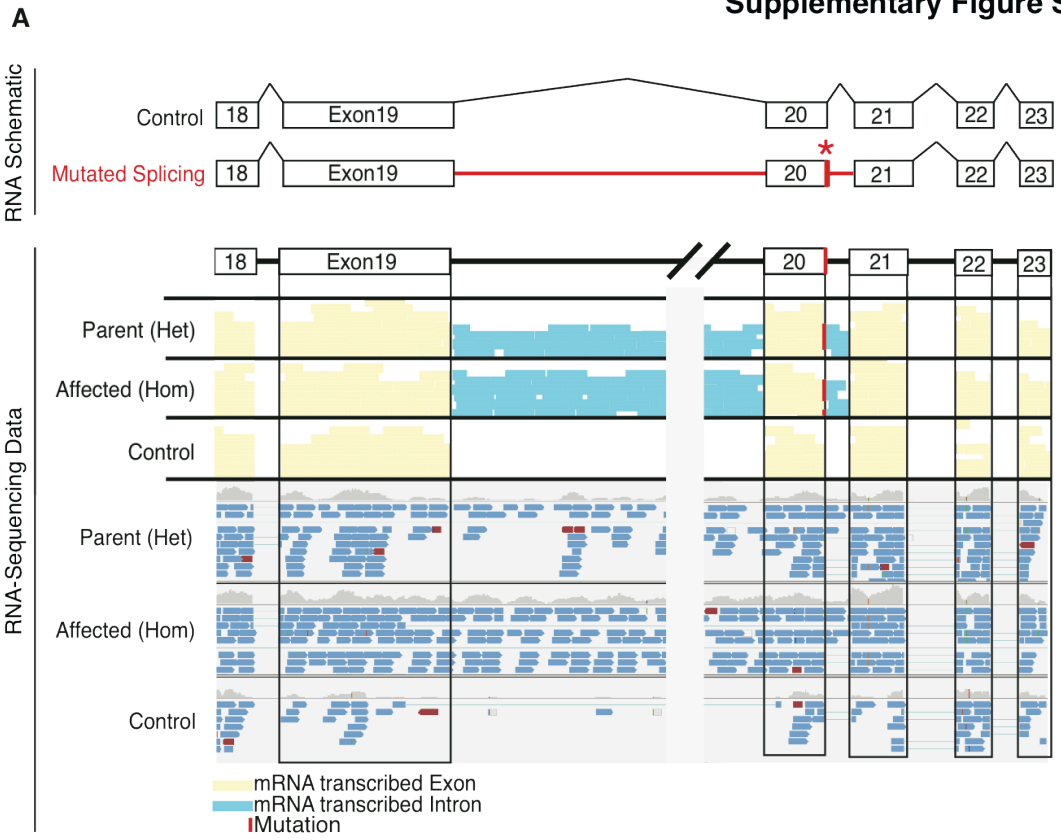 Supplementary Figure S
A
RNA Schematic
Control
18 Exon19 20 21 22 23
*
Mutated Splicing
18 Exon19 20 21 22 23
RNA-Sequencing Data
18 Exon19 20 21 22 23
Parent (Het)
Affected (Hom)
Control
Parent (Het)
Affected (Hom)
Control
mRNA transcribed Exon
mRNA transcribed Intron
Mutation